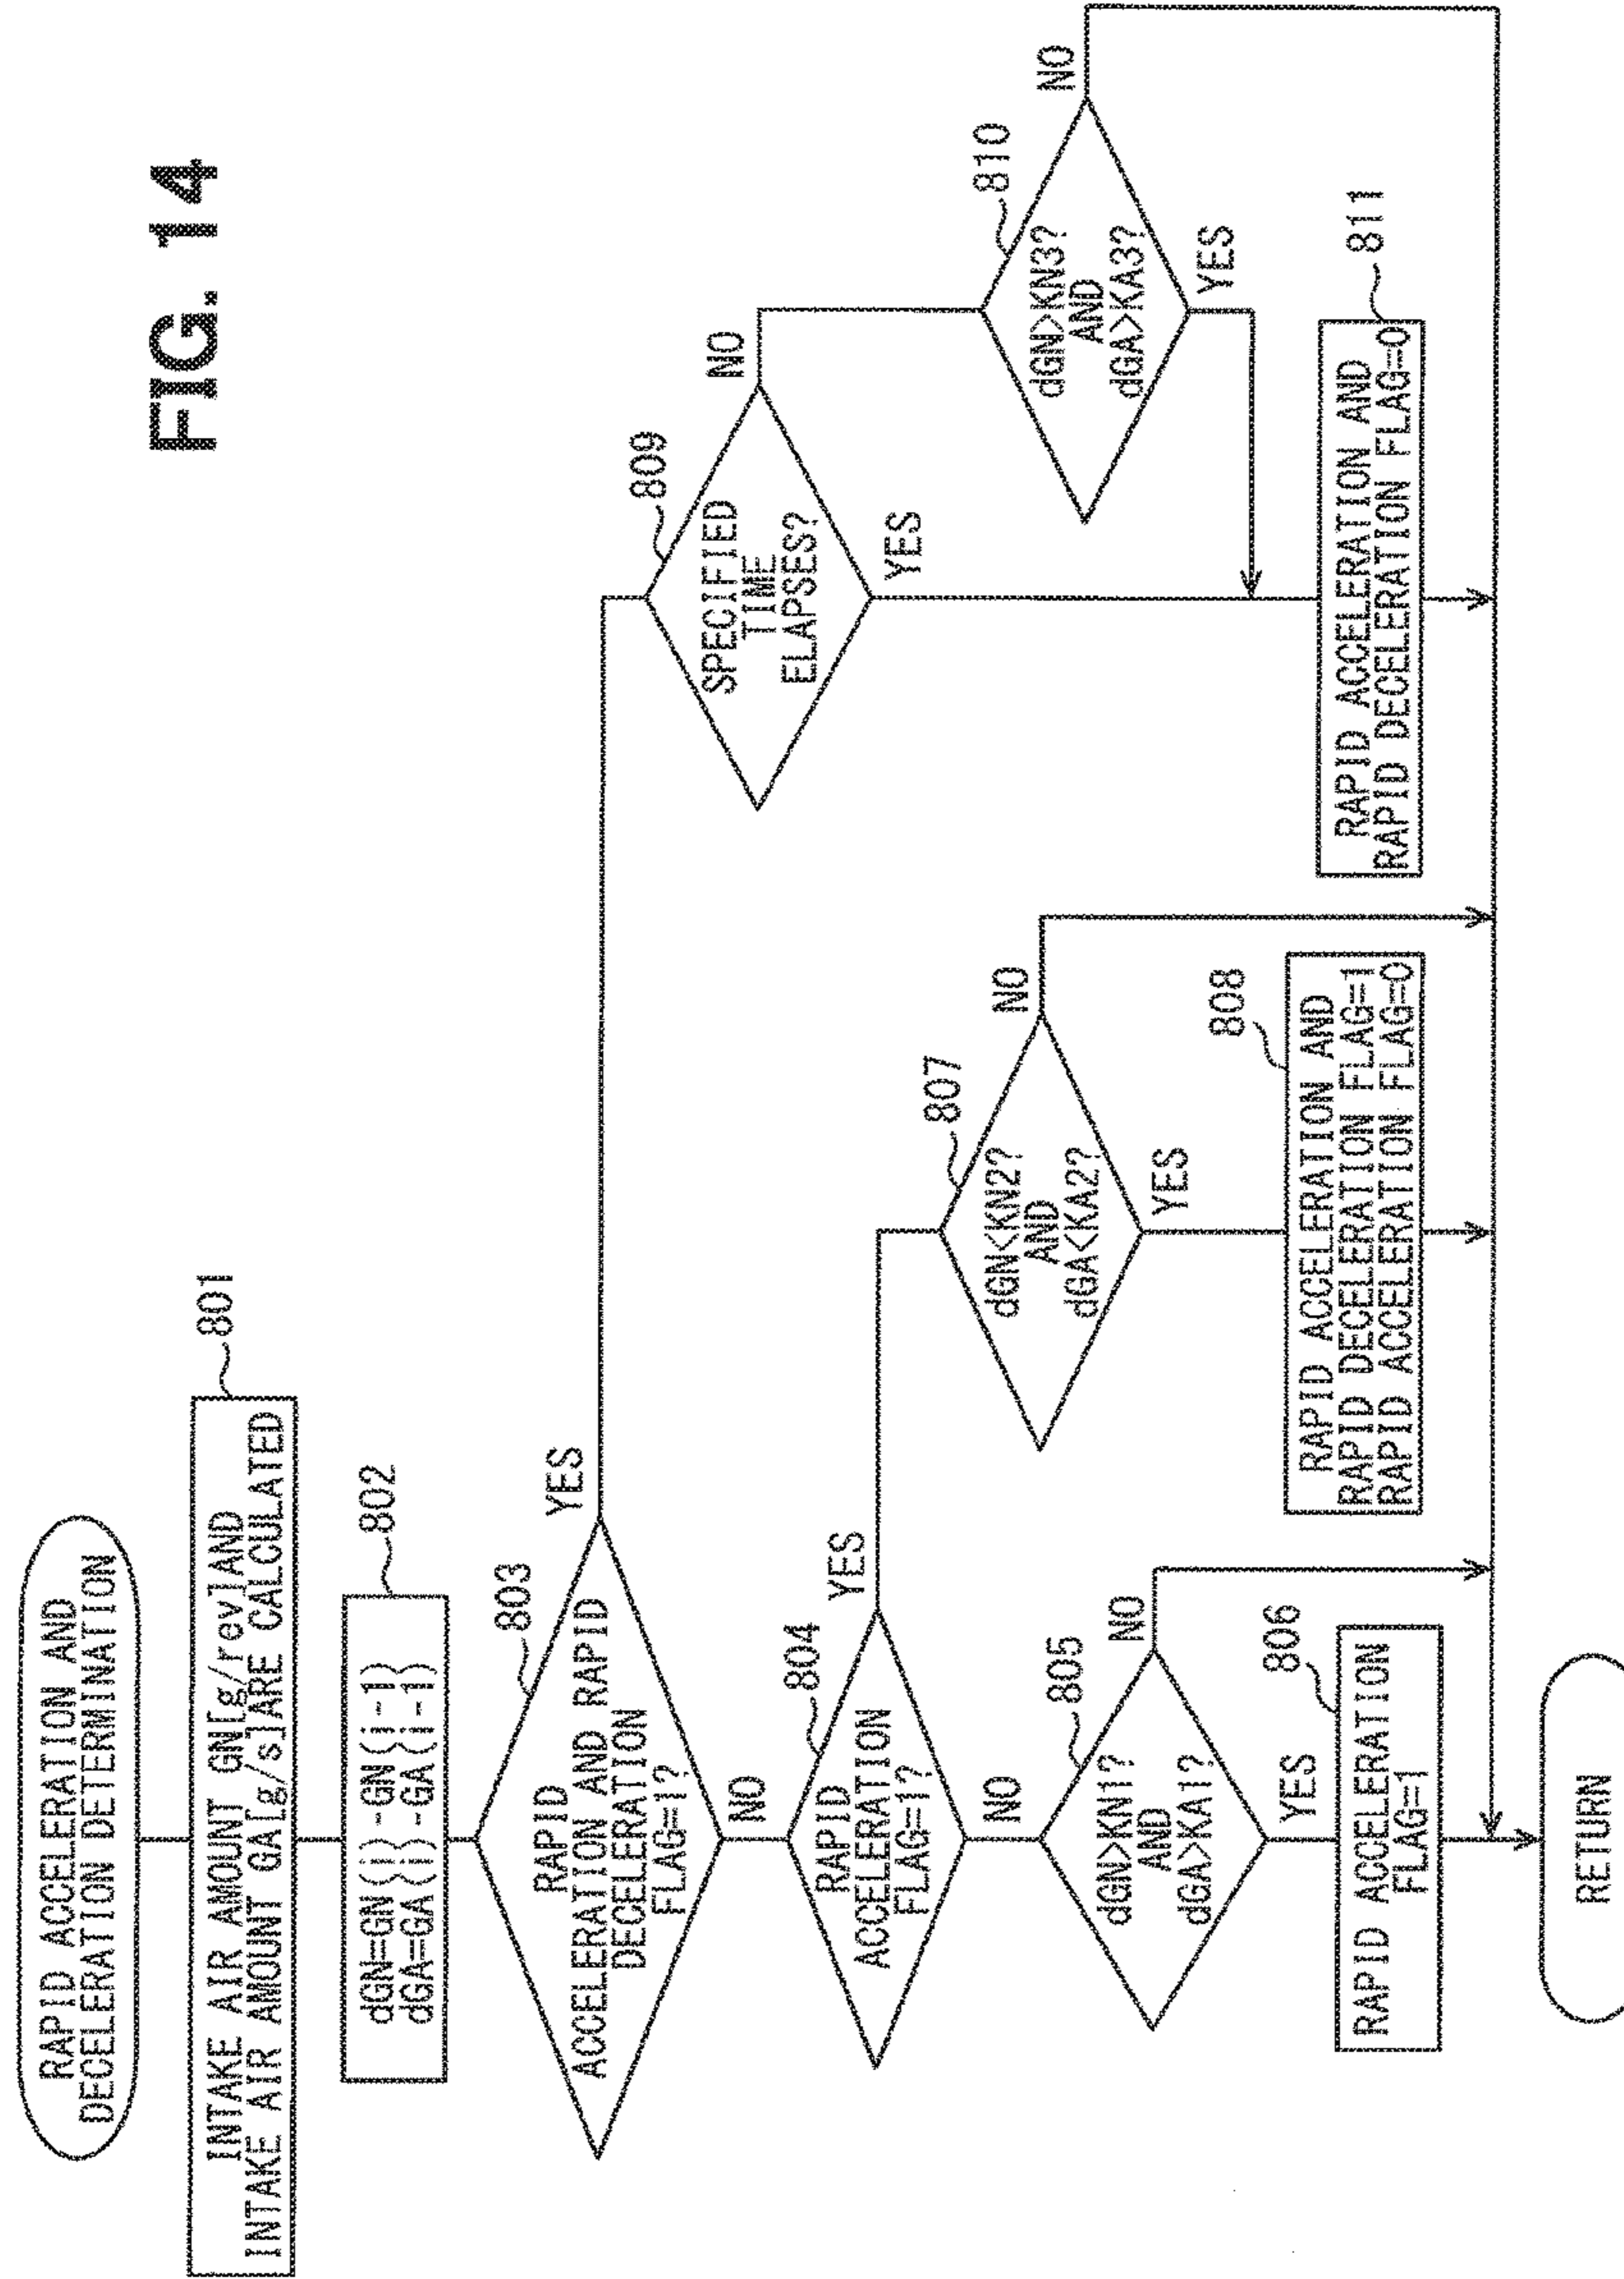 FIG. 14
RAPID ACCELERATION AND
DECELERATION DETERMINATION
801
INTAKE AIR AMOUNT GN[g/rev]AND
INTAKE AIR AMOUNT GA[g/s]ARE CALCULATED
802
dGN=GN(i)-GN(i-1)
dGA=GA(i)-GA(i-1)
803
RAPID
ACCELERATION AND RAPID
DECELERATION
FLAG=1?
YES
NO
804
RAPID
ACCELERATION
FLAG=1?
YES
NO
805
dGN>KN1?
AND
dGA>KA1?
NO
YES
806
RAPID ACCELERATION
FLAG=1
807
dGN<KN2?
AND
dGA<KA2?
NO
YES
808
RAPID ACCELERATION AND
RAPID DECELERATION FLAG=1
RAPID ACCELERATION FLAG=0
809
SPECIFIED
TIME
ELAPSES?
NO
YES
810
dGN>KN3?
AND
dGA>KA3?
NO
YES
811
RAPID ACCELERATION AND
RAPID DECELERATION FLAG=0
RETURN